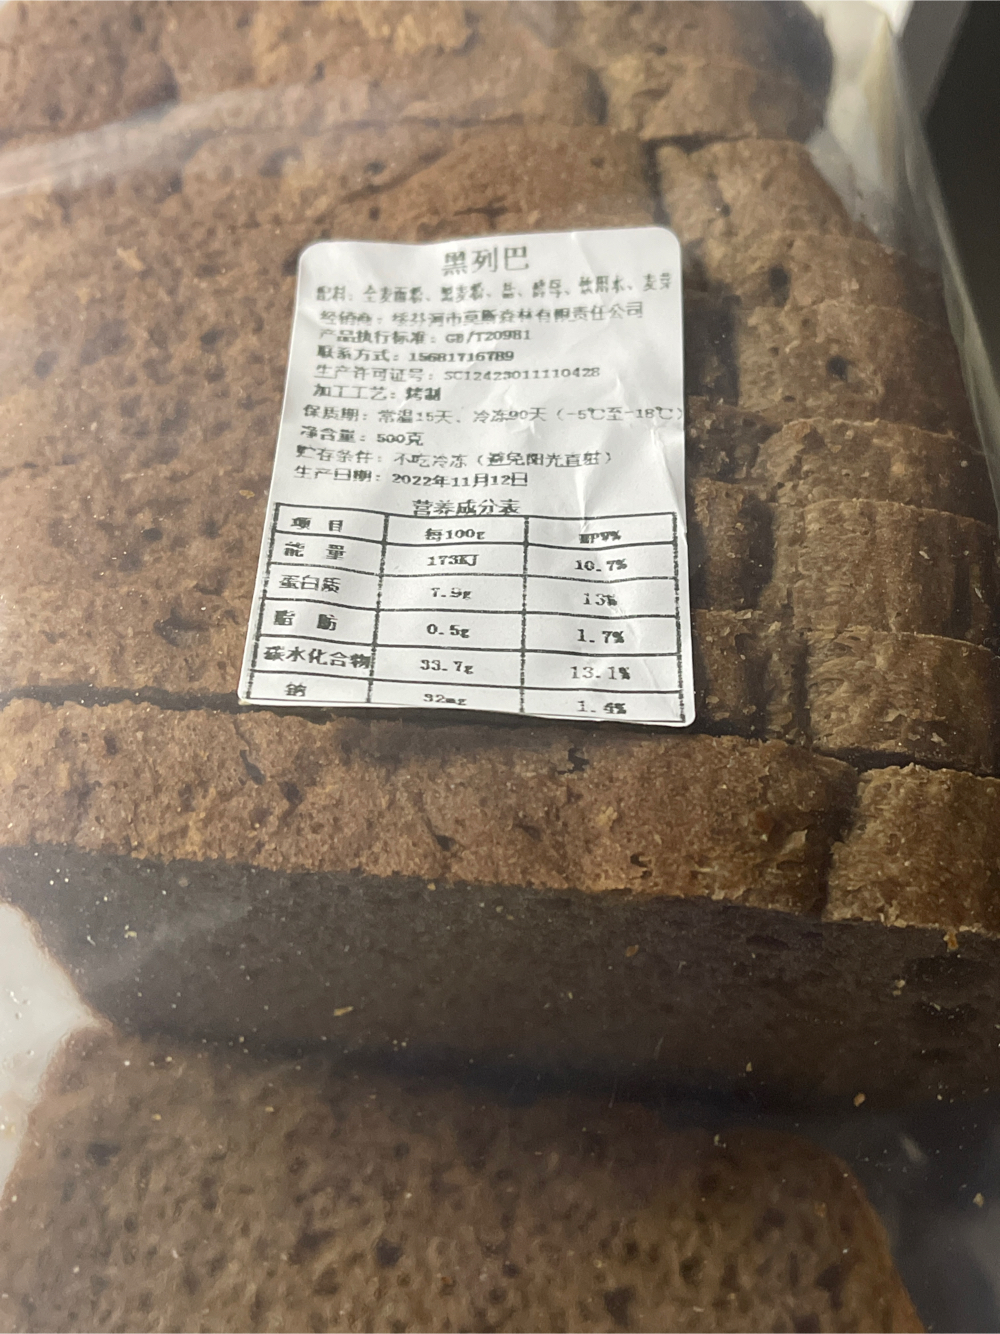 黑列巴
配料：全麦面粉、黑麦粉、盐、酵母、饮用水、麦芽
经销商：绥芬河市莫斯森林有限责任公司
产品执行标准：GB/T20981
联系方式：15681716789
生产许可证号：SC12423011110428
加工工艺：烤制
保质期：常温15天、冷冻90天（-5℃至-18℃）
净含量：500克
贮存条件：不吃冷冻（避免阳光直射）
生产日期：2022年11月12日
营养成分表
项 目 每100g
能 量 173KJ 10.7%
蛋白质 7.9g 13%
脂 肪 0.5g 1.7%
碳水化合物 33.7g 13.1%
钠 32mg 1.4%